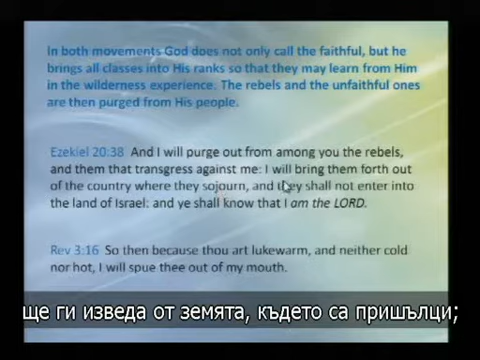 In both movements God does not only call the faithful, but he
brings all classes into His ranks so that they may learn from Him
in the wilderness experience. The rebels and the unfaithful ones
are then purged from His people.
Ezekiel 20:38 And I will purge out from among you the rebels,
and them that transgress against me: I will bring them forth out
of the country where they sojourn, and they shall not enter into
the land of Israel: and ye shall know that I am the LORD.
Rev 3:16 So then because thou art lukewarm, and neither cold
nor hot, I will spue thee out of my mouth.
ще ги изведа от земята, където са пришълци;